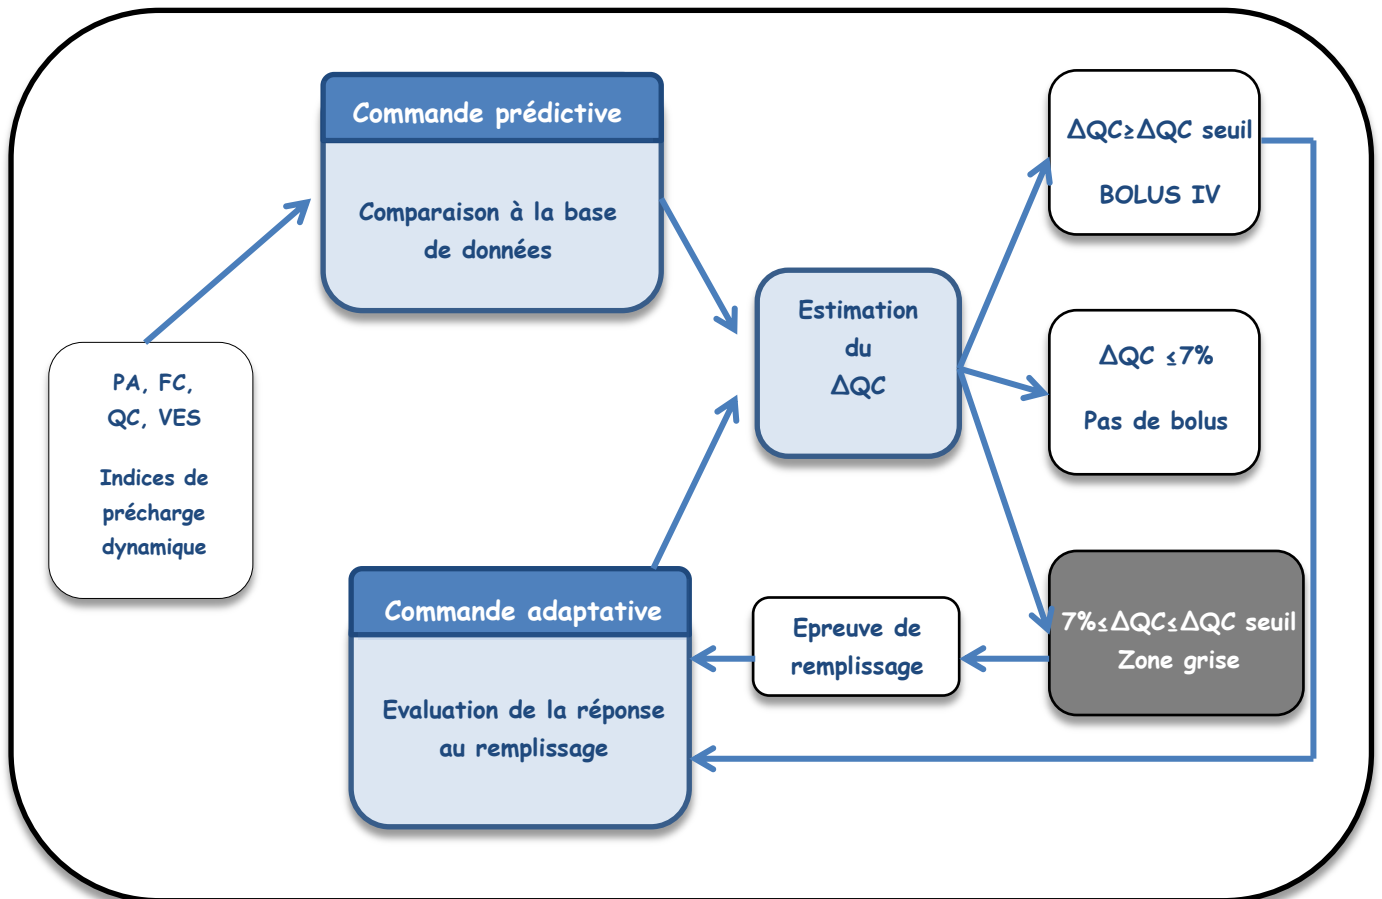 Commande prédictive
Comparaison à la base
de données
PA, FC,
QC, VES
Indices de
précharge
dynamique
Estimation
du
ΔQC
ΔQC≥ΔQC seuil
BOLUS IV
ΔQC ≤7%
Pas de bolus
7%≤ΔQC≤ΔQC seuil
Zone grise
Epreuve de
remplissage
Commande adaptative
Evaluation de la réponse
au remplissage